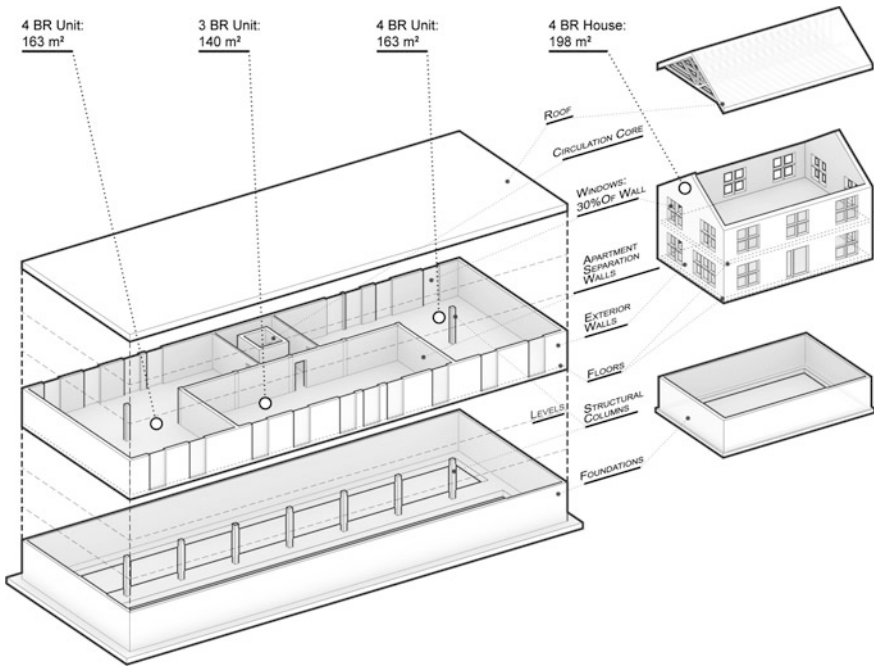 4 BR Unit:
163 m²
3 BR Unit:
140 m²
4 BR Unit:
163 m²
4 BR House:
198 m²
ROOF
CIRCULATION CORE
WINDOWS:
30%OF WALL
APARTMENT
SEPARATION
WALLS
EXTERIOR
WALLS
FLOORS
LEVELS
STRUCTURAL
COLUMNS
FOUNDATIONS